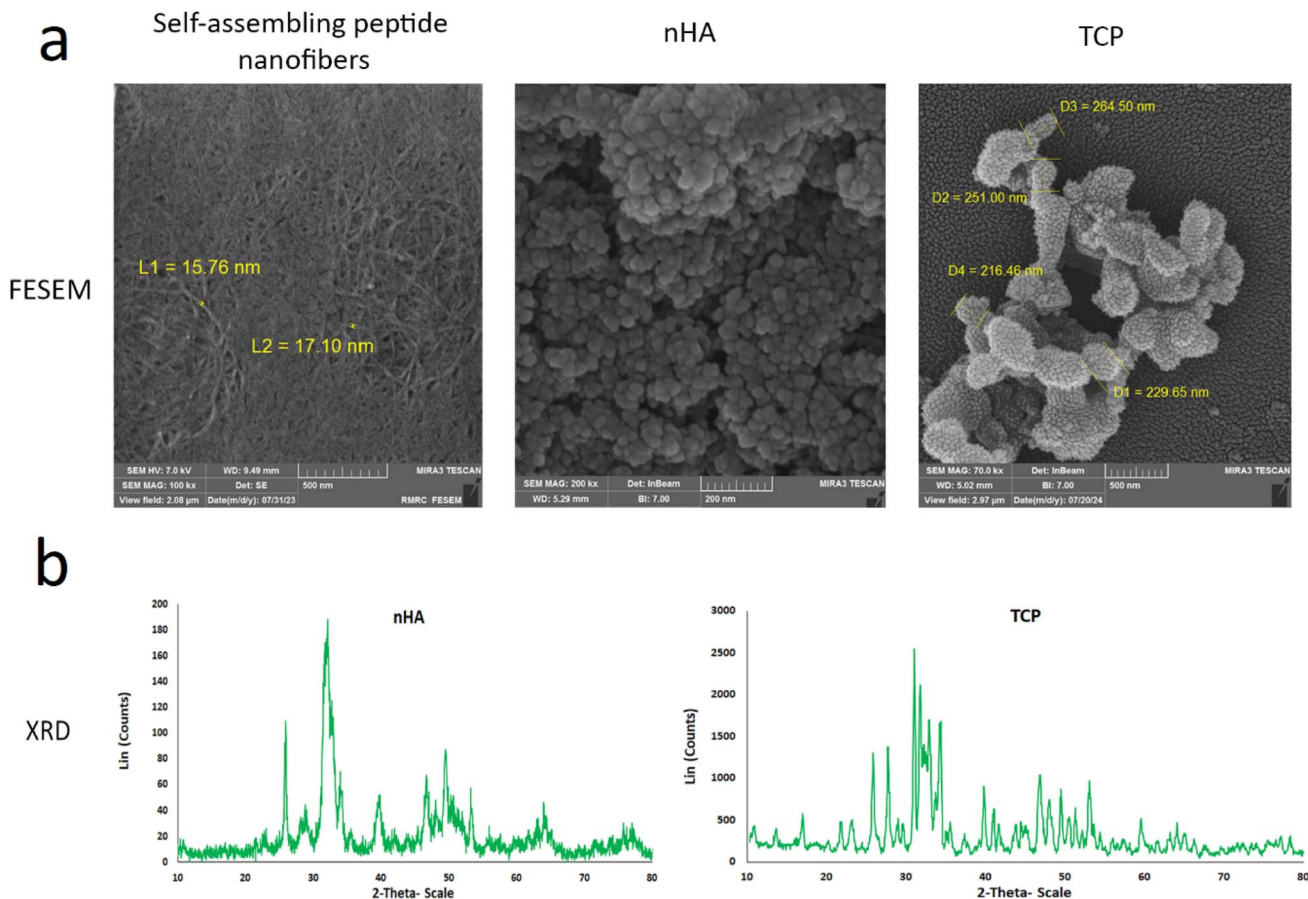 a
Self-assembling peptide
nanofibers
nHA
TCP
FESEM
L1 = 15.76 nm
L2 = 17.10 nm
SEM HV: 7.0 kV WD: 9.49 mm MIRA3 TESCAN
SEM MAG: 100 kx Det: SE 500 nm
View field: 2.08 µm Date(m/d/y): 07/31/23 RMRC FESEM
SEM MAG: 200 kx Det: InBeam MIRA3 TESCAN
WD: 5.29 mm BI: 7.00 200 nm
D3 = 264.50 nm
D2 = 251.00 nm
D4 = 216.46 nm
D1 = 229.65 nm
SEM MAG: 70.0 kx Det: InBeam MIRA3 TESCAN
WD: 5.02 mm BI: 7.00 500 nm
View field: 2.97 µm Date(m/d/y): 07/20/24
b
XRD
nHA
Lin (Counts)
200
180
160
140
120
100
80
60
40
20
0
10 20 30 40 50 60 70 80
2-Theta- Scale
TCP
Lin (Counts)
3000
2500
2000
1500
1000
500
0
10 20 30 40 50 60 70 80
2-Theta- Scale